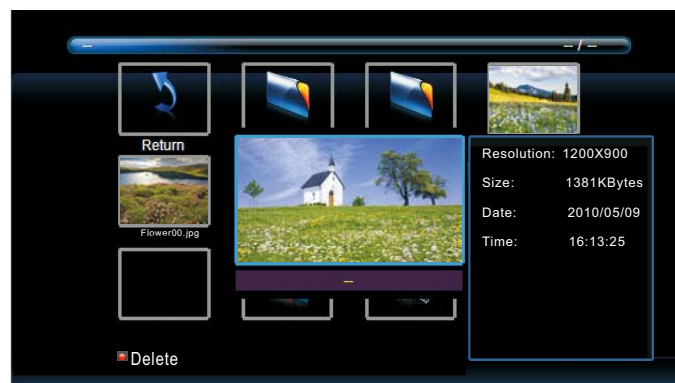 -- -- / --
Return
Resolution: 1200X900
Size: 1381KBytes
Date: 2010/05/09
Flower00.jpg
Time: 16:13:25
--
Delete